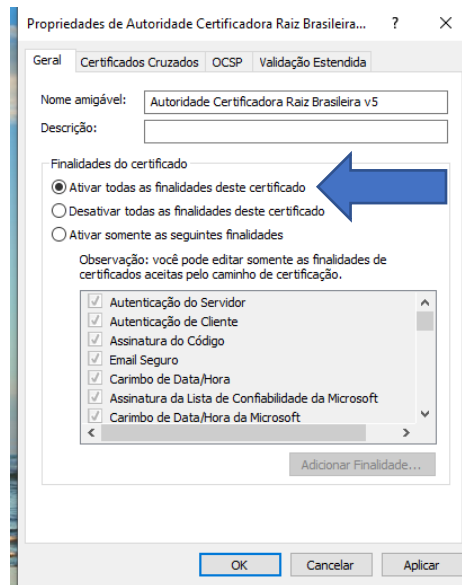 Propriedades de Autoridade Certificadora Raiz Brasileira... ? ×
Geral Certificados Cruzados OCSP Validação Estendida
Nome amigável: Autoridade Certificadora Raiz Brasileira v5
Descrição:
Finalidades do certificado
Ativar todas as finalidades deste certificado
Desativar todas as finalidades deste certificado
Ativar somente as seguintes finalidades
Observação: você pode editar somente as finalidades de
certificados aceitas pelo caminho de certificação.
Autenticação do Servidor
Autenticação de Cliente
Assinatura do Código
Email Seguro
Carimbo de Data/Hora
Assinatura da Lista de Confiabilidade da Microsoft
Carimbo de Data/Hora da Microsoft
Adicionar Finalidade...
OK Cancelar Aplicar